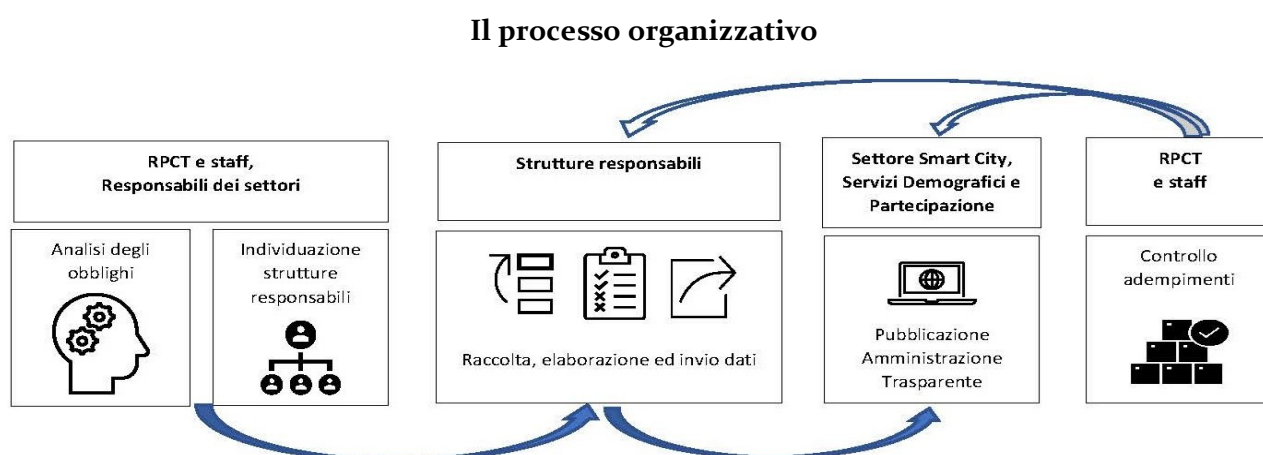 Il processo organizzativo
RPCT e staff,
Responsabili dei settori
Analisi degli
obblighi
Individuazione
strutture
responsabili
Strutture responsabili
Raccolta, elaborazione ed invio dati
Settore Smart City,
Servizi Demografici e
Partecipazione
Pubblicazione
Amministrazione
Trasparente
RPCT
e staff
Controllo
adempimenti